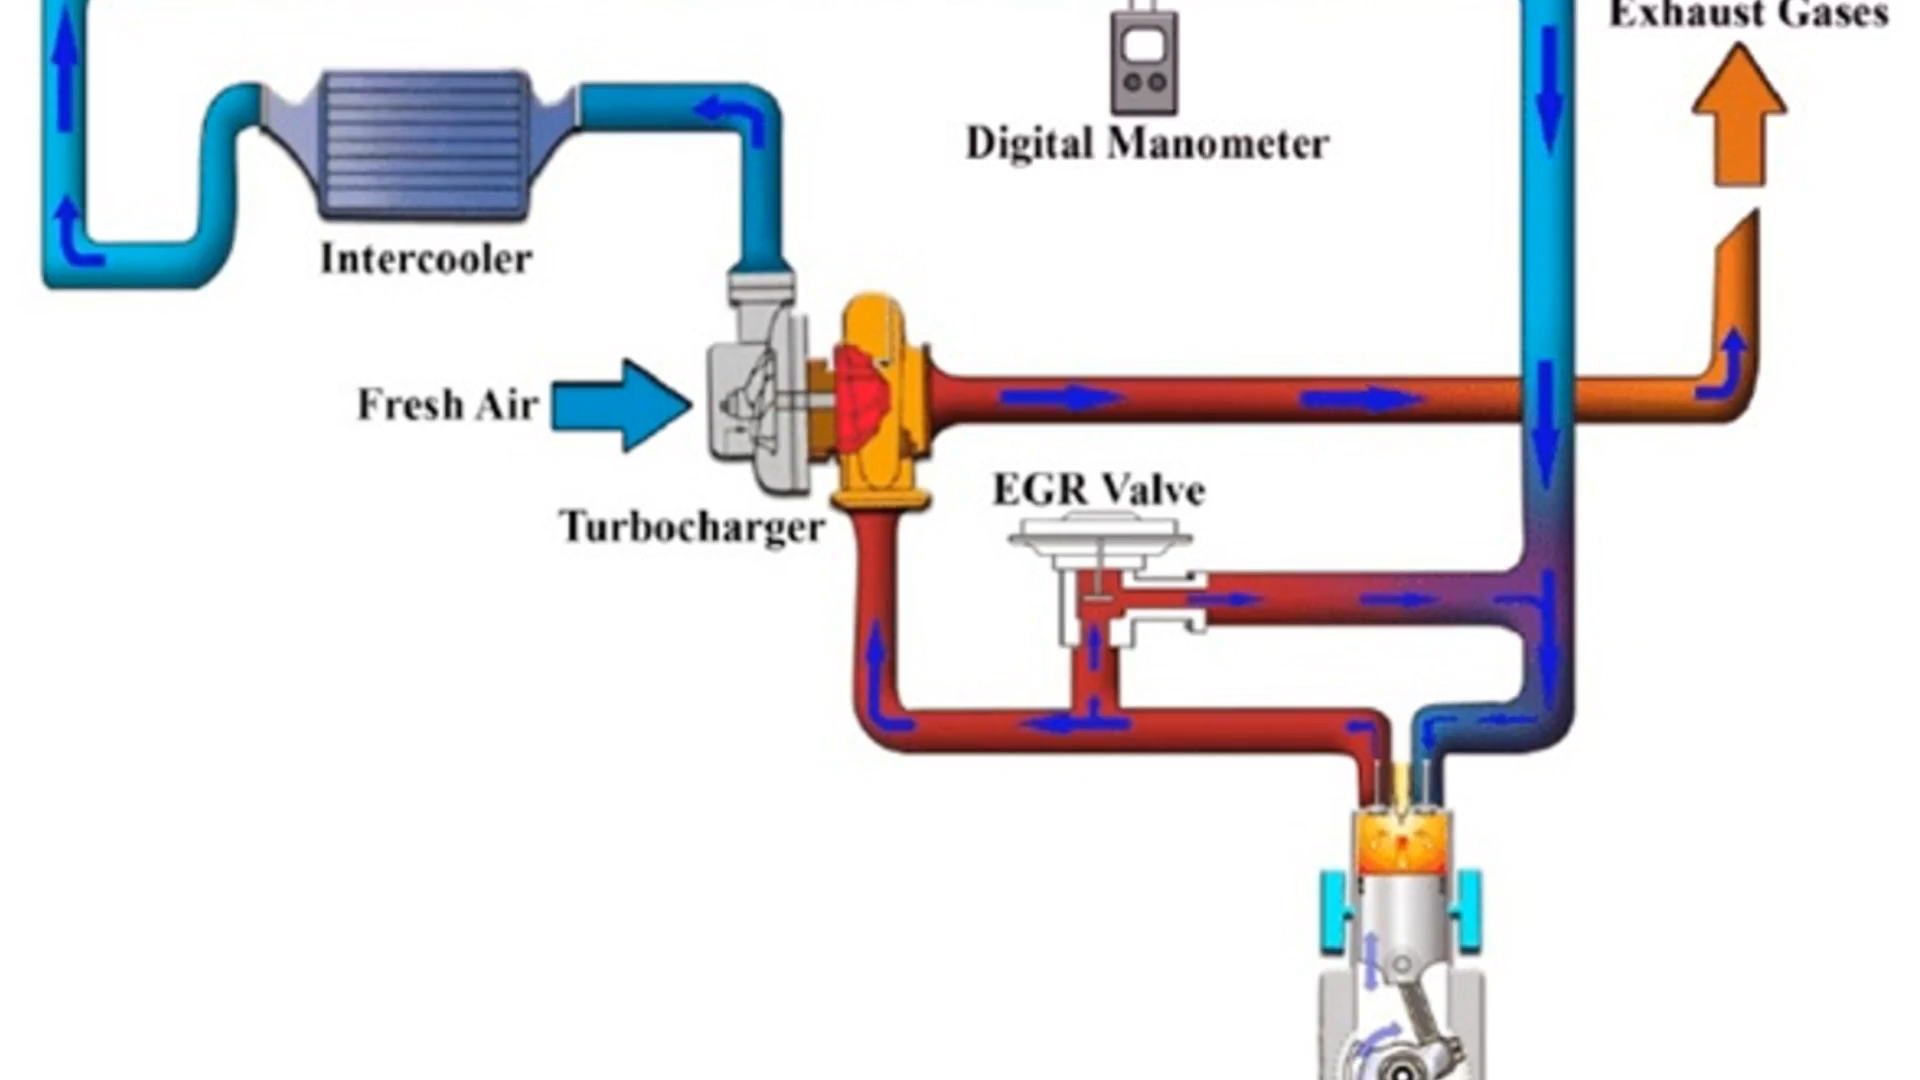 Exhaust Gases
Digital Manometer
Intercooler
Fresh Air
EGR Valve
Turbocharger